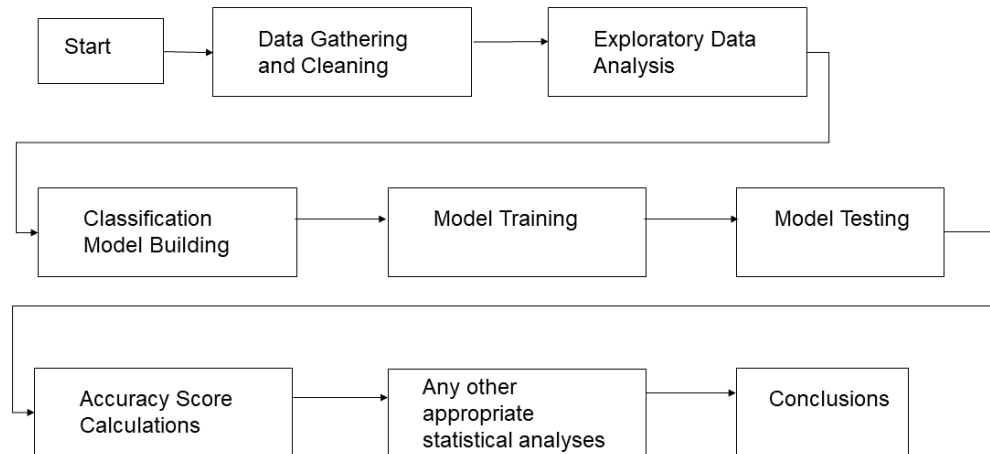 Start
Data Gathering
and Cleaning
Exploratory Data
Analysis
Classification
Model Building
Model Training
Model Testing
Accuracy Score
Calculations
Any other
appropriate
statistical analyses
Conclusions